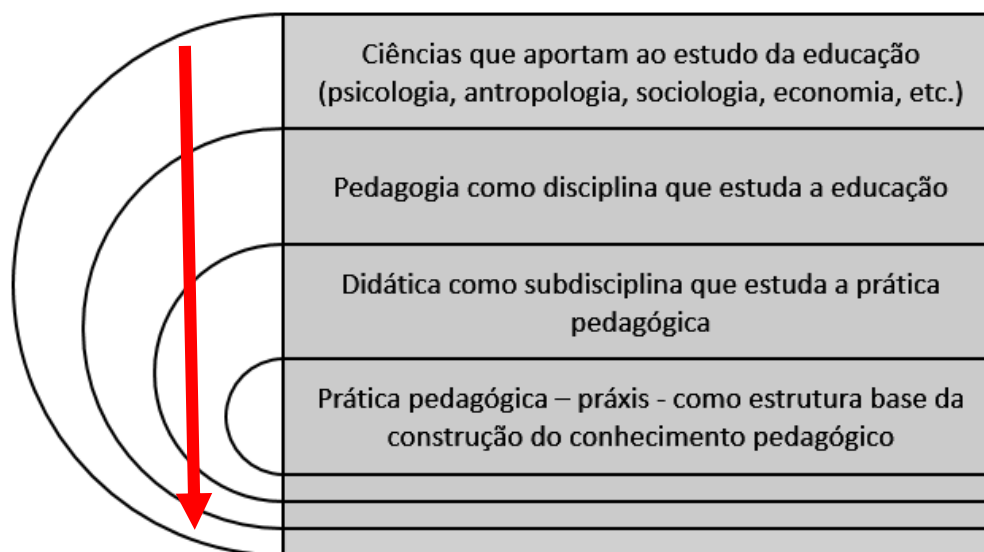 Ciências que aportam ao estudo da educação
(psicologia, antropologia, sociologia, economia, etc.)
Pedagogia como disciplina que estuda a educação
Didática como subdisciplina que estuda a prática
pedagógica
Prática pedagógica – práxis - como estrutura base da
construção do conhecimento pedagógico